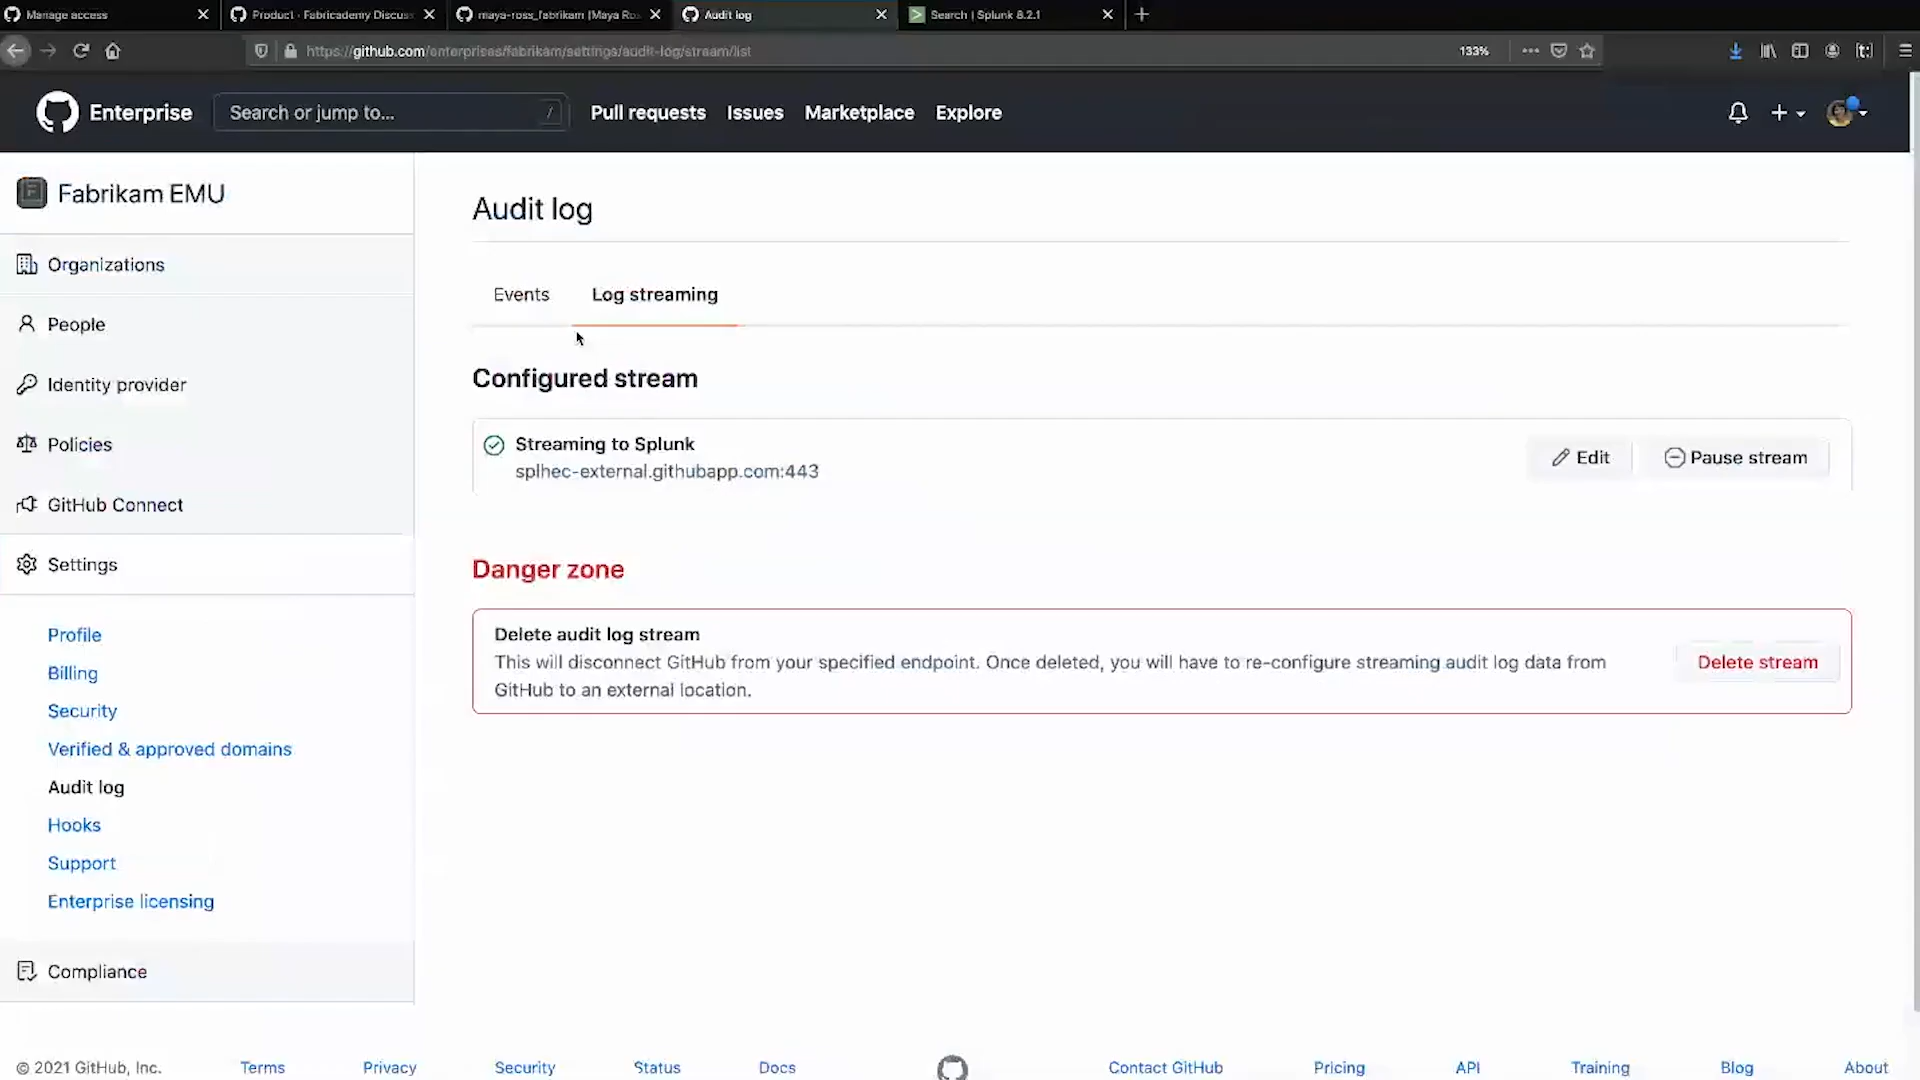 Manage access
Product · Fabricademy Discus
maya-ross_fabrikam (Maya Ro
Audit log
Search | Splunk 8.2.1
https://github.com/enterprises/fabrikam/settings/audit-log/stream/list
133%
Enterprise
Search or jump to...
/
Pull requests
Issues
Marketplace
Explore
Fabrikam EMU
Organizations
People
Identity provider
Policies
GitHub Connect
Settings
Profile
Billing
Security
Verified & approved domains
Audit log
Hooks
Support
Enterprise licensing
Compliance
Audit log
Events
Log streaming
Configured stream
Streaming to Splunk
splhec-external.githubapp.com:443
Edit
Pause stream
Danger zone
Delete audit log stream
This will disconnect GitHub from your specified endpoint. Once deleted, you will have to re-configure streaming audit log data from
GitHub to an external location.
Delete stream
© 2021 GitHub, Inc.
Terms
Privacy
Security
Status
Docs
Contact GitHub
Pricing
API
Training
Blog
About